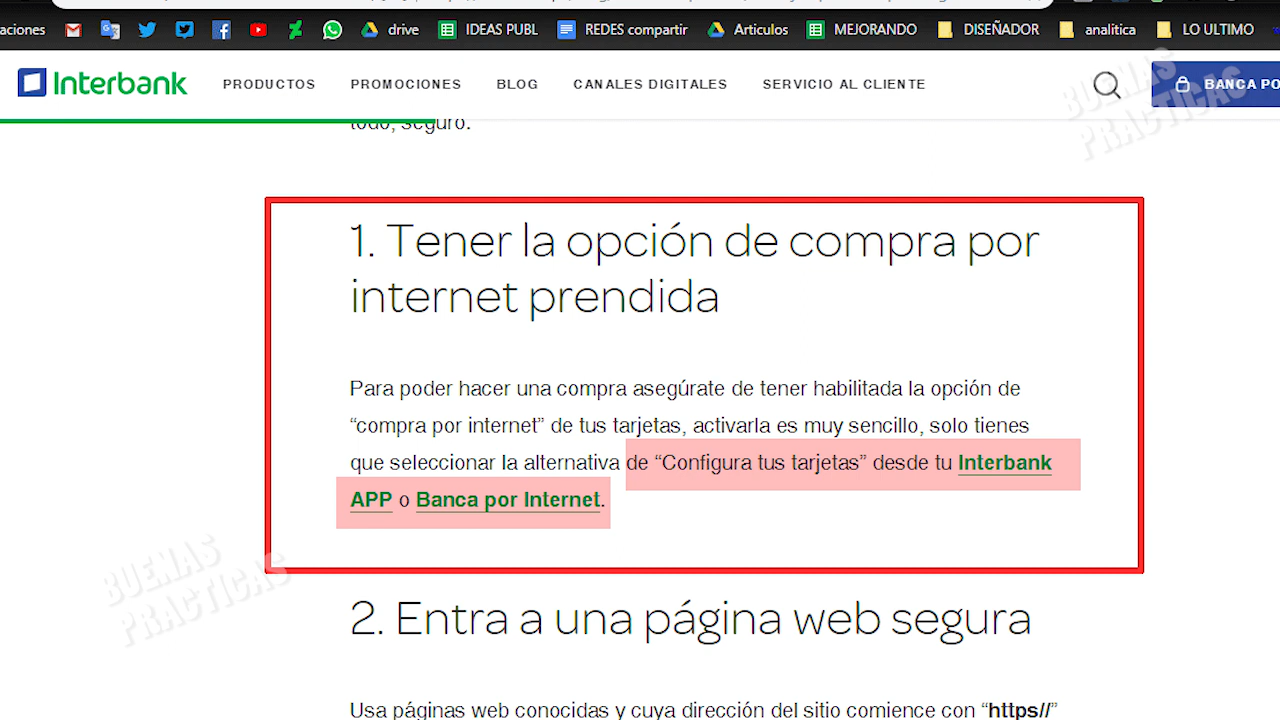 aciones drive IDEAS PUBL REDES compartir Articulos MEJORANDO DISEÑADOR analitica LO ULTIMO
Interbank PRODUCTOS PROMOCIONES BLOG CANALES DIGITALES SERVICIO AL CLIENTE BANCA PO
todo, seguro.
BUENAS
PRACTICAS
1. Tener la opción de compra por
internet prendida
Para poder hacer una compra asegúrate de tener habilitada la opción de
“compra por internet” de tus tarjetas, activarla es muy sencillo, solo tienes
que seleccionar la alternativa de “Configura tus tarjetas” desde tu Interbank
APP o Banca por Internet.
BUENAS
PRACTICAS
2. Entra a una página web segura
Usa páginas web conocidas y cuya dirección del sitio comience con “https//”